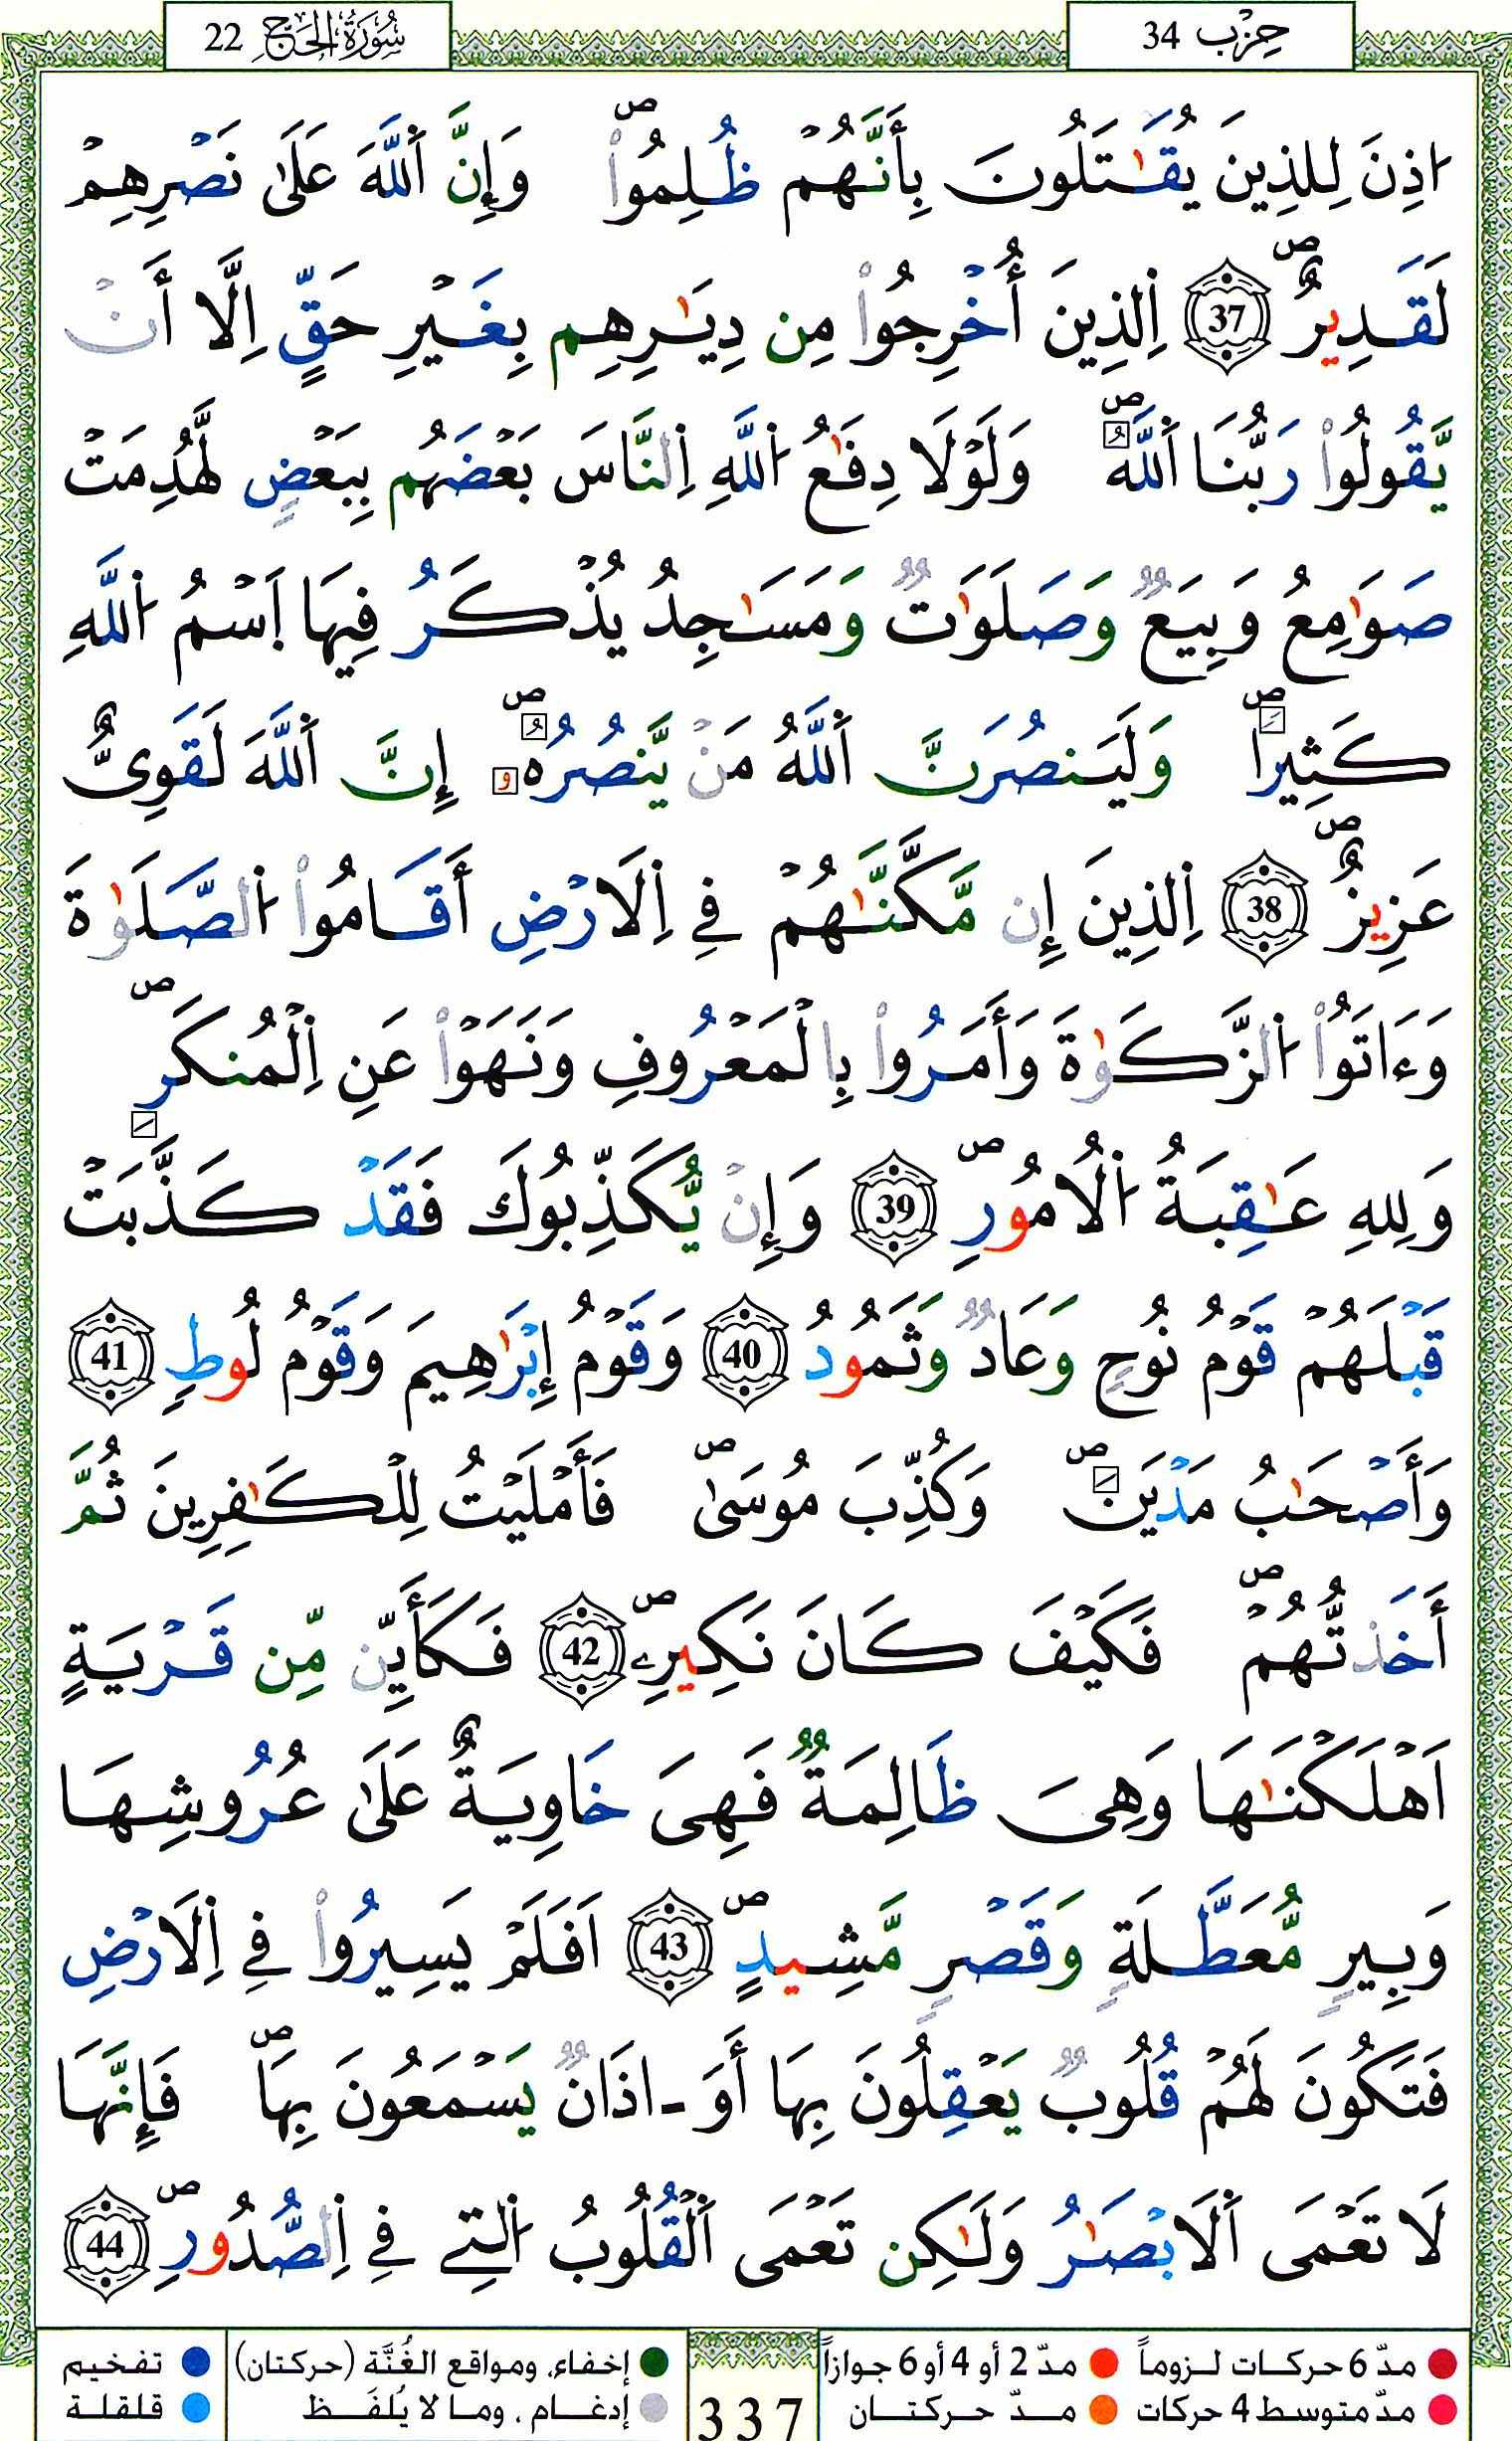 سُورَةُ الحَجّ 22
حِزْب 34
ا۟ذِنَ لِلذِينَ يُقَٰتَلُونَ بِأَنَّهُمْ ظُلِمُواْۖ وَإِنَّ اَ۬للَّهَ عَلَىٰ نَصْرِهِمْ
لَقَدِيرٌۖ 37 اِ۬لذِينَ أُخْرِجُواْ مِن دِيَٰرِهِم بِغَيْرِ حَقٍّ اِلَّا أَنْ
يَّقُولُواْ رَبُّنَا اَ۬للَّهُۖ وَلَوْلَا دِفَٰعُ اُ۬للَّهِ اِ۬لنَّاسَ بَعْضَهُم بِبَعْضٍ لَّهُدِمَتْ
صَوَٰمِعُ وَبِيَعٞ وَصَلَوَٰتٞ وَمَسَٰجِدُ يُذْكَرُ فِيهَا اَ۪سْمُ اُ۬للَّهِ
كَثِيراٗۖ وَلَيَنصُرَنَّ اَ۬للَّهُ مَنْ يَّنصُرُهُۥۖ إِنَّ اَ۬للَّهَ لَقَوِىٌّ
عَزِيزٌۖ 38 اِ۬لذِينَ إِن مَّكَّنَّٰهُمْ فِے اِ۬لَارْضِ أَقَامُواْ اُ۬لصَّلَوٰةَ
وَءَاتَوُاْ اُ۬لزَّكَوٰةَ وَأَمَرُواْ بِالْمَعْرُوفِ وَنَهَوْاْ عَنِ اِ۬لْمُنكَرِۖ
وَلِلهِ عَٰقِبَةُ اُ۬لُامُورِۖ 39 وَإِنْ يُّكَذِّبُوكَ فَقَدْ كَذَّبَتْ
قَبْلَهُمْ قَوْمُ نُوحٖ وَعَادٞ وَثَمُودُ 40 وَقَوْمُ إِبْرَٰهِيمَ وَقَوْمُ لُوطٖ 41
وَأَصْحَٰبُ مَدْيَنَۖ وَكُذِّبَ مُوسَىٰۖ فَأَمْلَيْتُ لِلْكَٰفِرِينَ ثُمَّ
أَخَذتُّهُمْۖ فَكَيْفَ كَانَ نَكِيرِۦۖ 42 فَكَأَيِّن مِّن قَرْيَةٍ
اَهْلَكْنَٰهَا وَهِىَ ظَالِمَةٞ فَهِىَ خَاوِيَةٌ عَلَىٰ عُرُوشِهَا
وَبِيرٖ مُّعَطَّلَةٖ وَقَصْرٖ مَّشِيدٍۖ 43 اَفَلَمْ يَسِيرُواْ فِے اِ۬لَارْضِ
فَتَكُونَ لَهُمْ قُلُوبٞ يَعْقِلُونَ بِهَا أَوَ ـ اذَانٞ يَسْمَعُونَ بِهَاۖ فَإِنَّهَا
لَا تَعْمَى اَ۬لَابْصَٰرُ وَلَٰكِن تَعْمَى اَ۬لْقُلُوبُ اُ۬لتِے فِے اِ۬لصُّدُورِۖ 44
مدّ 6 حركات لزوماً مدّ 2 أو 4 أو 6 جوازاً
مدّ متوسط 4 حركات مدّ حركتان
337
إخفاء، ومواقع الغُنَّة (حركتان) تفخيم
إدغام، وما لا يُلفَظ قلقلة